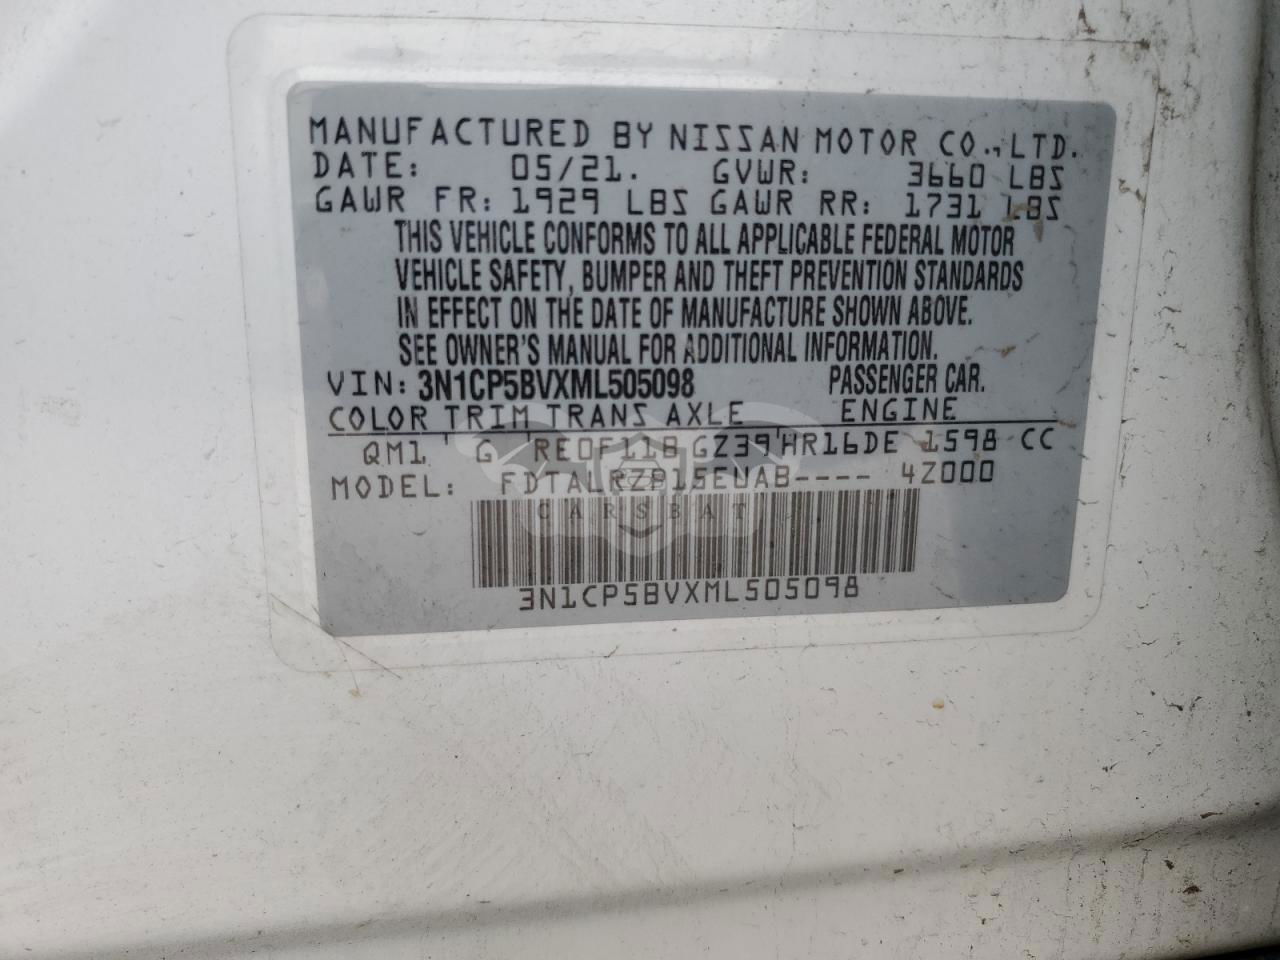 MANUFACTURED BY NISSAN MOTOR CO., LTD.
DATE: 05/21. GVWR: 3660 LBS
GAWR FR: 1929 LBS GAWR RR: 1731 LBS
THIS VEHICLE CONFORMS TO ALL APPLICABLE FEDERAL MOTOR
VEHICLE SAFETY, BUMPER AND THEFT PREVENTION STANDARDS
IN EFFECT ON THE DATE OF MANUFACTURE SHOWN ABOVE.
SEE OWNER'S MANUAL FOR ADDITIONAL INFORMATION.
VIN: 3N1CP5BVXML505098 PASSENGER CAR.
COLOR TRIM TRANS AXLE ENGINE
QM1 G RE0F11B GZ39 HR16DE 1598 CC
MODEL: FDTALRZB15EUAB---- 4Z000
CARSBAT
3N1CP5BVXML505098